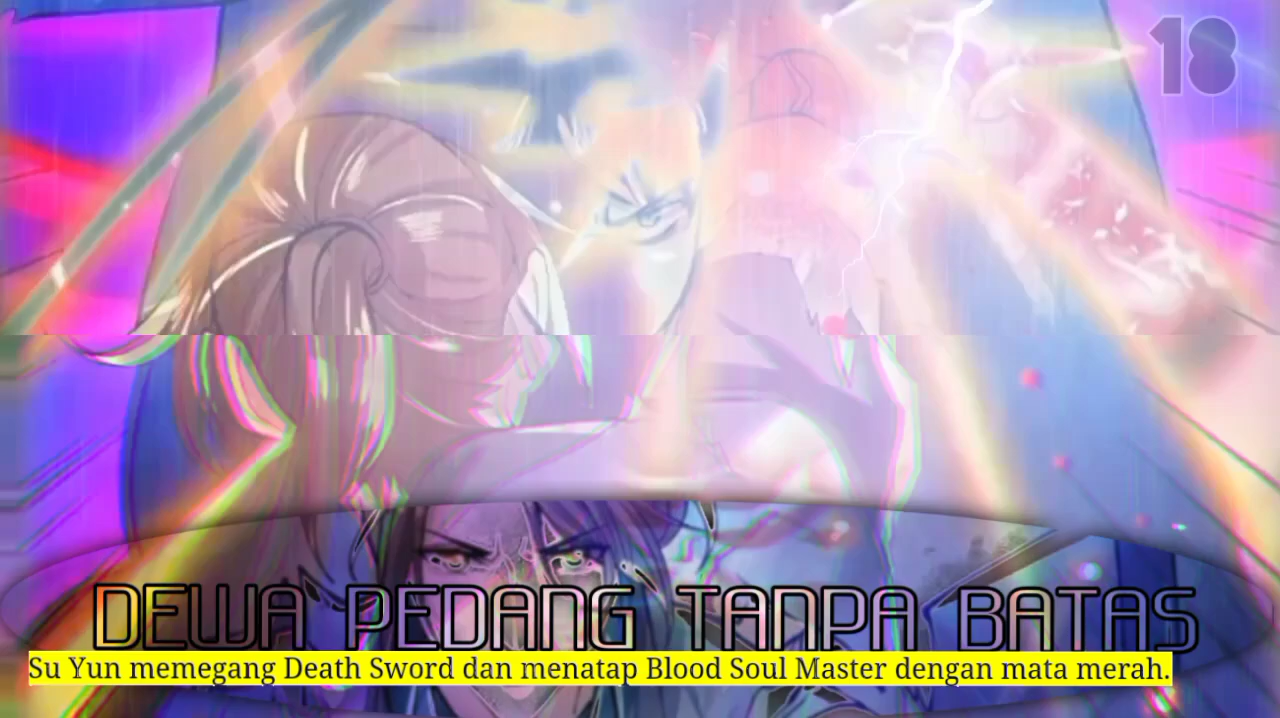 18
DEWA PEDANG TANPA BATAS
Su Yun memegang Death Sword dan menatap Blood Soul Master dengan mata merah.